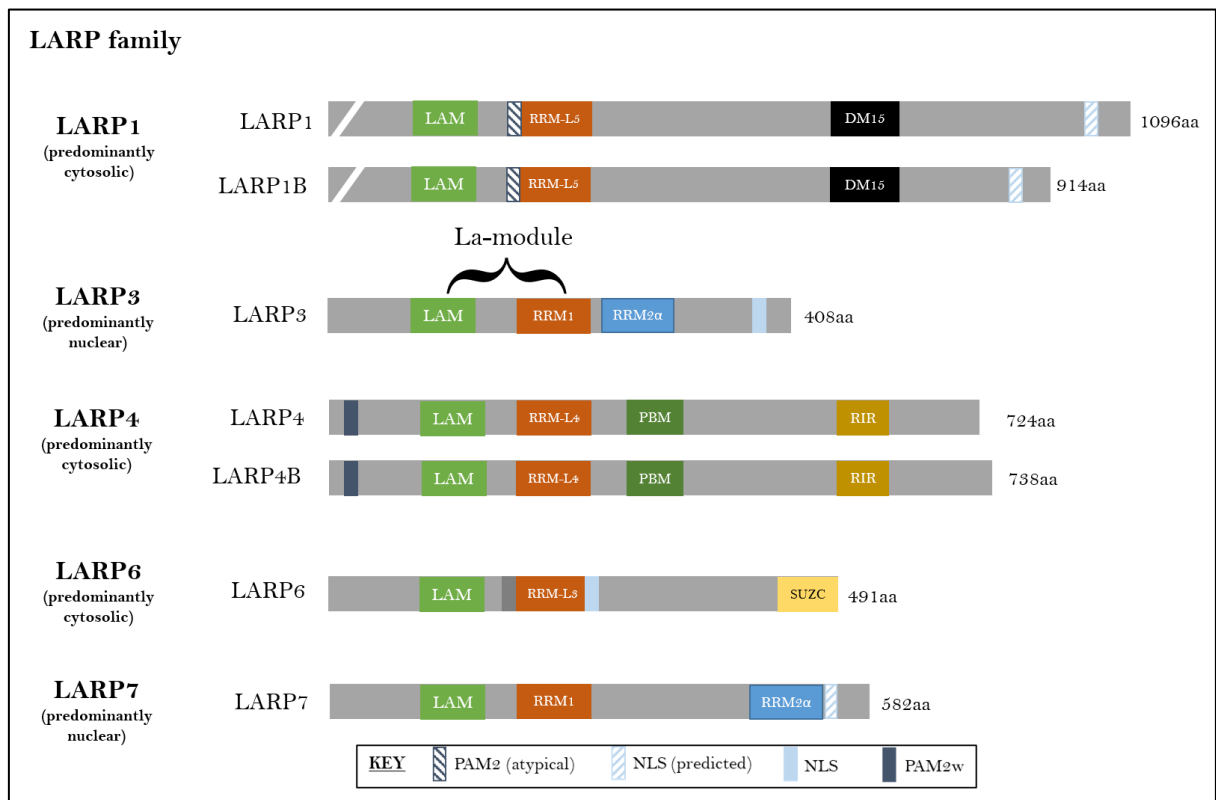 LARP family
LARP1
(predominantly
cytosolic)
LARP1
LAM
RRM-L5
DM15
1096aa
LARP1B
LAM
RRM-L5
DM15
914aa
La-module
LARP3
(predominantly
nuclear)
LARP3
LAM
RRM1
RRM2α
408aa
LARP4
(predominantly
cytosolic)
LARP4
LAM
RRM-L4
PBM
RIR
724aa
LARP4B
LAM
RRM-L4
PBM
RIR
738aa
LARP6
(predominantly
cytosolic)
LARP6
LAM
RRM-L3
SUZC
491aa
LARP7
(predominantly
nuclear)
LARP7
LAM
RRM1
RRM2α
582aa
KEY PAM2 (atypical) NLS (predicted) NLS PAM2w